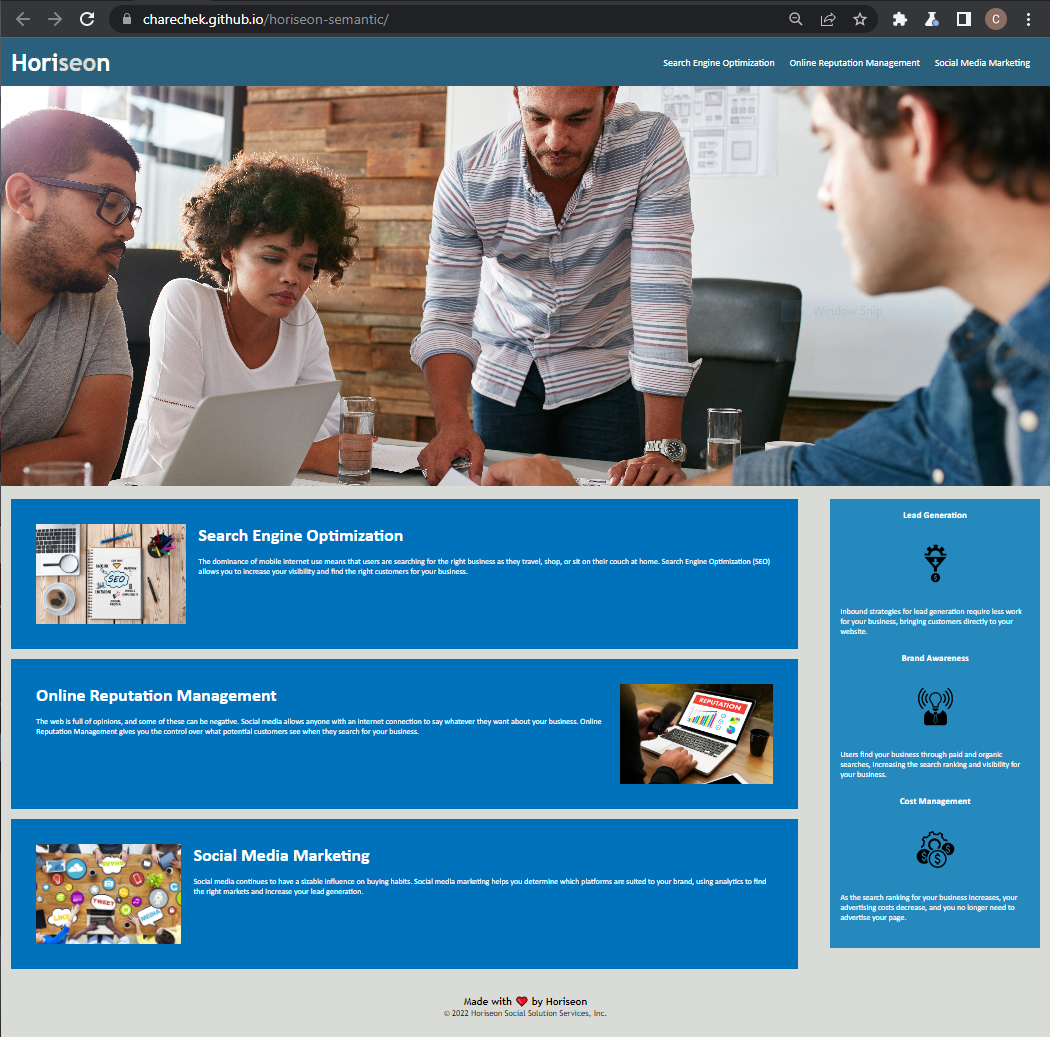 charechek.github.io/horiseon-semantic/
C
Horiseon
Search Engine Optimization Online Reputation Management Social Media Marketing
Window Snip
SEO
Search Engine Optimization
The dominance of mobile internet use means that users are searching for the right business as they travel, shop, or sit on their couch at home. Search Engine Optimization (SEO)
allows you to increase your visibility and find the right customers for your business.
Online Reputation Management
The web is full of opinions, and some of these can be negative. Social media allows anyone with an internet connection to say whatever they want about your business. Online
Reputation Management gives you the control over what potential customers see when they search for your business.
REPUTATION
SHARE
TWEET
LIKE
MEDIA
Social Media Marketing
Social media continues to have a sizable influence on buying habits. Social media marketing helps you determine which platforms are suited to your brand, using analytics to find
the right markets and increase your lead generation.
Lead Generation
$
Inbound strategies for lead generation require less work
for your business, bringing customers directly to your
website.
Brand Awareness
Users find your business through paid and organic
searches, increasing the search ranking and visibility for
your business.
Cost Management
$ $ $
As the search ranking for your business increases, your
advertising costs decrease, and you no longer need to
advertise your page.
Made with ❤️ by Horiseon
© 2022 Horiseon Social Solution Services, Inc.